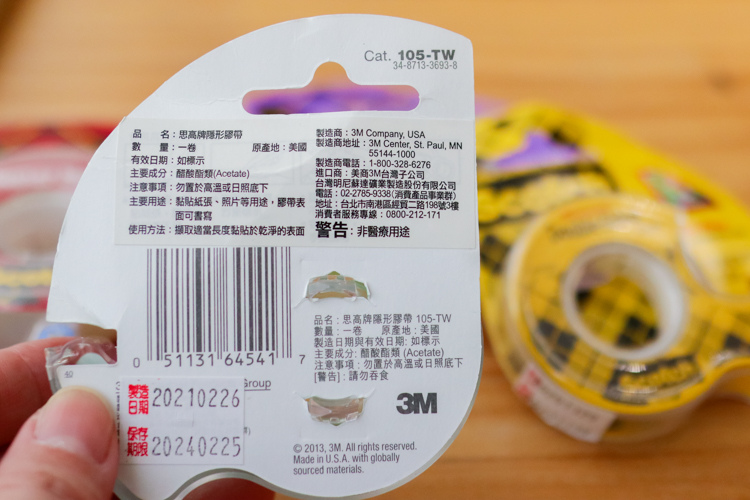 Cat. 105-TW
34-8713-3693-8
品 名：思高牌隱形膠帶
數 量：一卷 原產地：美國
有效日期：如標示
主要成分：醋酸酯類(Acetate)
注意事項：勿置於高溫或日照底下
主要用途：黏貼紙張、照片等用途，膠帶表
面可書寫
使用方法：擷取適當長度黏貼於乾淨的表面
製造商：3M Company, USA
製造商地址：3M Center, St. Paul, MN
55144-1000
製造商電話：1-800-328-6276
進口商：美商3M台灣子公司
台灣明尼蘇達礦業製造股份有限公司
電話：02-2785-9338(消費產品事業群)
地址：台北市南港區經貿二路198號3樓
消費者服務專線：0800-212-171
警告：非醫療用途
0 51131 64541 7
品名：思高牌隱形膠帶 105-TW
數量：一卷 原產地：美國
製造日期與有效日期: 如標示
主要成分: 醋酸酯類 (Acetate)
注意事項：勿置於高溫或日照底下
[警告]：請勿吞食
Group
製造日期 20210226
保存期限 20240225
3M
© 2013, 3M. All rights reserved.
Made in U.S.A. with globally
sourced materials.
Scotch